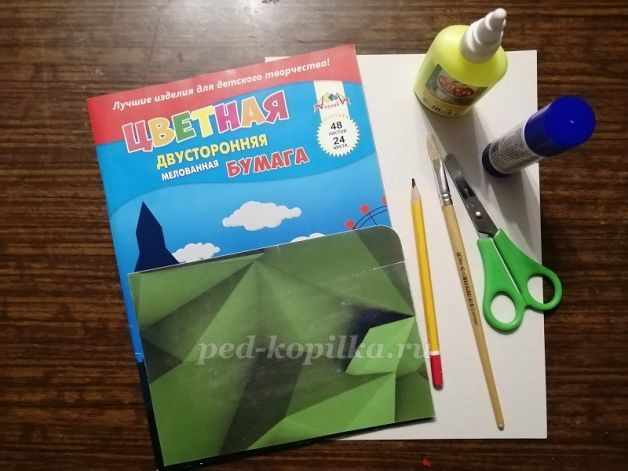 Лучшие изделия для детского творчества!
ЦВЕТНАЯ
ДВУСТОРОННЯЯ
МЕЛОВАННАЯ
БУМАГА
48
ЛИСТОВ
24
ЦВЕТА
ped-kopilka.ru